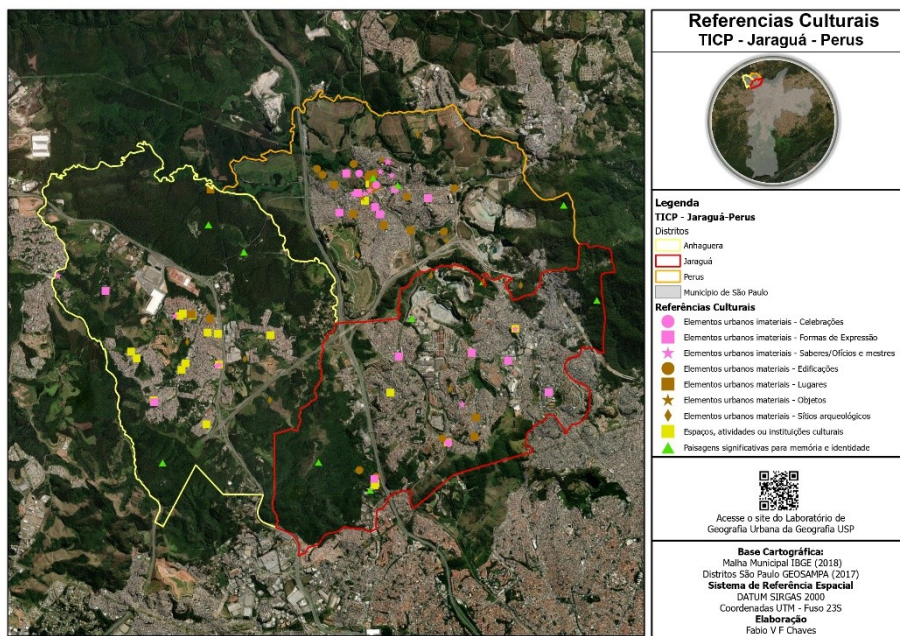 Referencias Culturais
TICP - Jaraguá - Perus
Legenda
TICP - Jaraguá-Perus
Distritos
Anhaguera
Jaraguá
Perus
Município de São Paulo
Referências Culturais
Elementos urbanos imateriais - Celebrações
Elementos urbanos imateriais - Formas de Expressão
Elementos urbanos imateriais - Saberes/Ofícios e mestres
Elementos urbanos materiais - Edificações
Elementos urbanos materiais - Lugares
Elementos urbanos materiais - Objetos
Elementos urbanos materiais - Sítios arqueológicos
Espaços, atividades ou instituições culturais
Paisagens significativas para memória e identidade
Acesse o site do Laboratório de
Geografia Urbana da Geografia USP
Base Cartográfica:
Malha Municipal IBGE (2018)
Distritos São Paulo GEOSAMPA (2017)
Sistema de Referência Espacial
DATUM SIRGAS 2000
Coordenadas UTM - Fuso 23S
Elaboração
Fabio V F Chaves